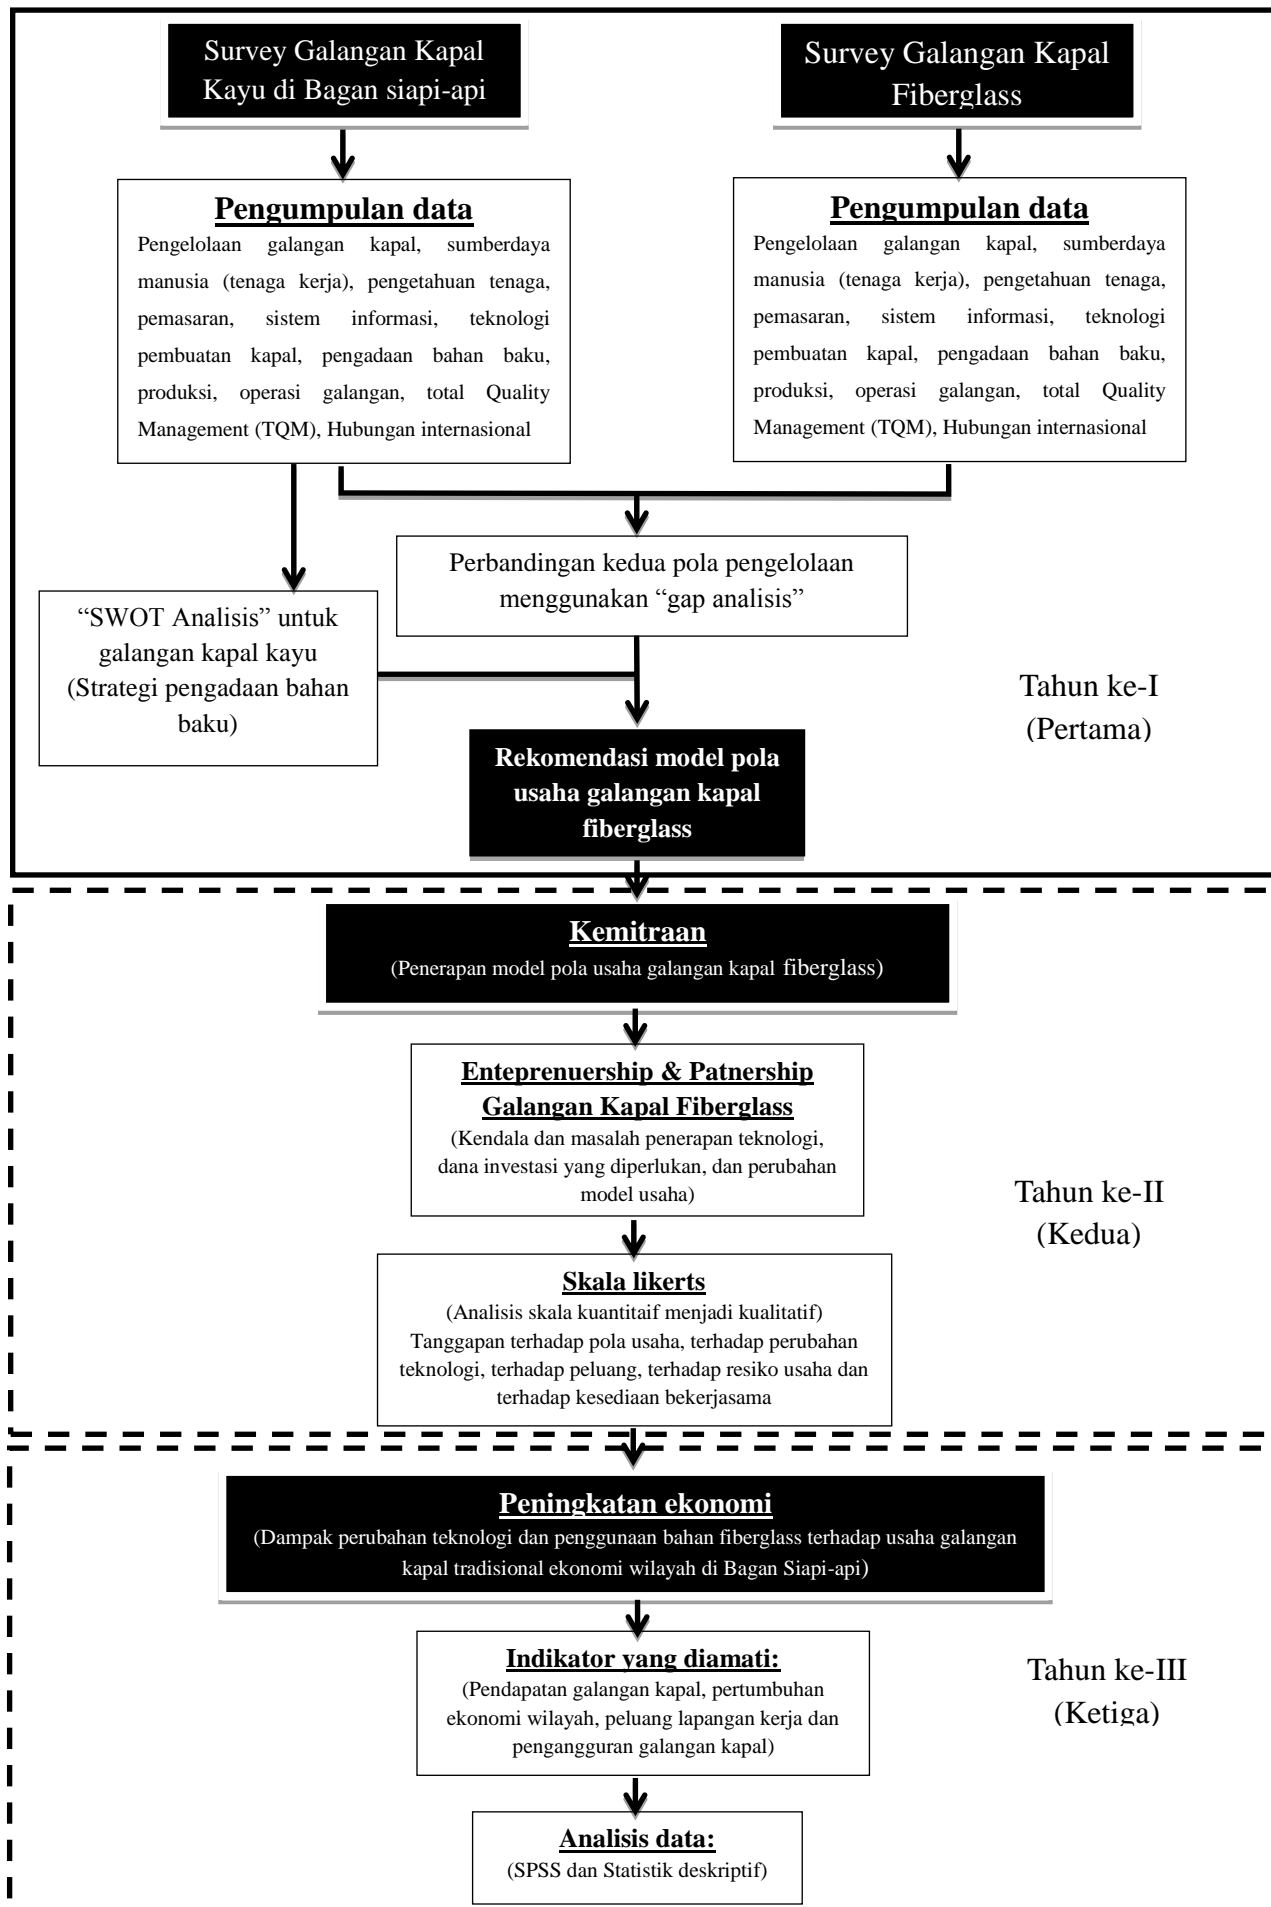 Survey Galangan Kapal
Kayu di Bagan siapi-api
Survey Galangan Kapal
Fiberglass
Pengumpulan data
Pengelolaan galangan kapal, sumberdaya
manusia (tenaga kerja), pengetahuan tenaga,
pemasaran, sistem informasi, teknologi
pembuatan kapal, pengadaan bahan baku,
produksi, operasi galangan, total Quality
Management (TQM), Hubungan internasional
Pengumpulan data
Pengelolaan galangan kapal, sumberdaya
manusia (tenaga kerja), pengetahuan tenaga,
pemasaran, sistem informasi, teknologi
pembuatan kapal, pengadaan bahan baku,
produksi, operasi galangan, total Quality
Management (TQM), Hubungan internasional
Perbandingan kedua pola pengelolaan
menggunakan “gap analisis”
“SWOT Analisis” untuk
galangan kapal kayu
(Strategi pengadaan bahan
baku)
Tahun ke-I
(Pertama)
Rekomendasi model pola
usaha galangan kapal
fiberglass
Kemitraan
(Penerapan model pola usaha galangan kapal fiberglass)
Enteprenuership & Patnership
Galangan Kapal Fiberglass
(Kendala dan masalah penerapan teknologi,
dana investasi yang diperlukan, dan perubahan
model usaha)
Tahun ke-II
(Kedua)
Skala likerts
(Analisis skala kuantitaif menjadi kualitatif)
Tanggapan terhadap pola usaha, terhadap perubahan
teknologi, terhadap peluang, terhadap resiko usaha dan
terhadap kesediaan bekerjasama
Peningkatan ekonomi
(Dampak perubahan teknologi dan penggunaan bahan fiberglass terhadap usaha galangan
kapal tradisional ekonomi wilayah di Bagan Siapi-api)
Indikator yang diamati:
(Pendapatan galangan kapal, pertumbuhan
ekonomi wilayah, peluang lapangan kerja dan
pengangguran galangan kapal)
Tahun ke-III
(Ketiga)
Analisis data:
(SPSS dan Statistik deskriptif)